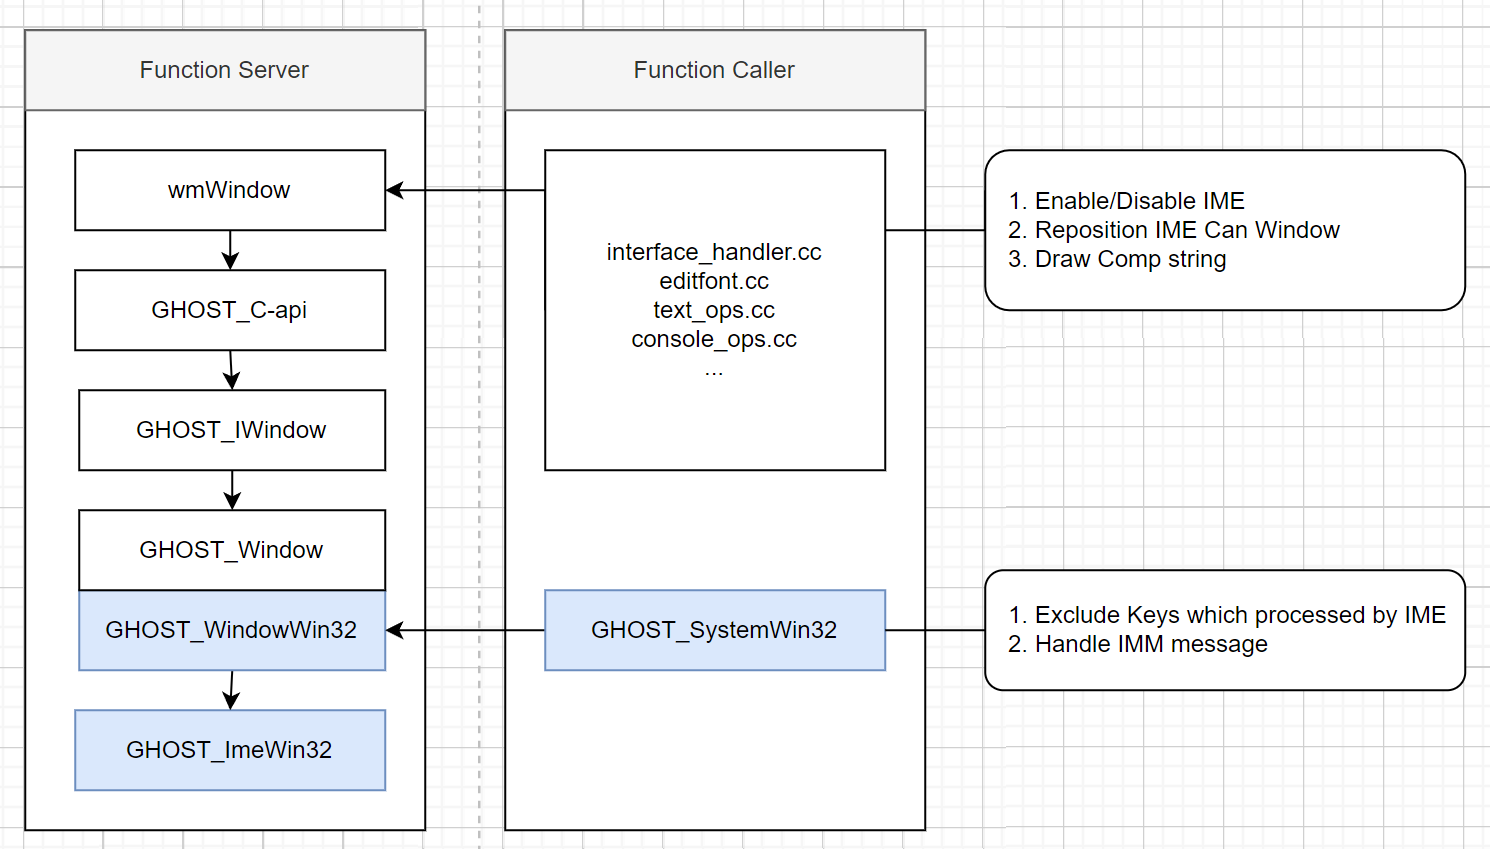 Function Server
Function Caller
wmWindow
GHOST_C-api
GHOST_IWindow
GHOST_Window
GHOST_WindowWin32
GHOST_ImeWin32
interface_handler.cc
editfont.cc
text_ops.cc
console_ops.cc
...
GHOST_SystemWin32
1. Enable/Disable IME
2. Reposition IME Can Window
3. Draw Comp string
1. Exclude Keys which processed by IME
2. Handle IMM message